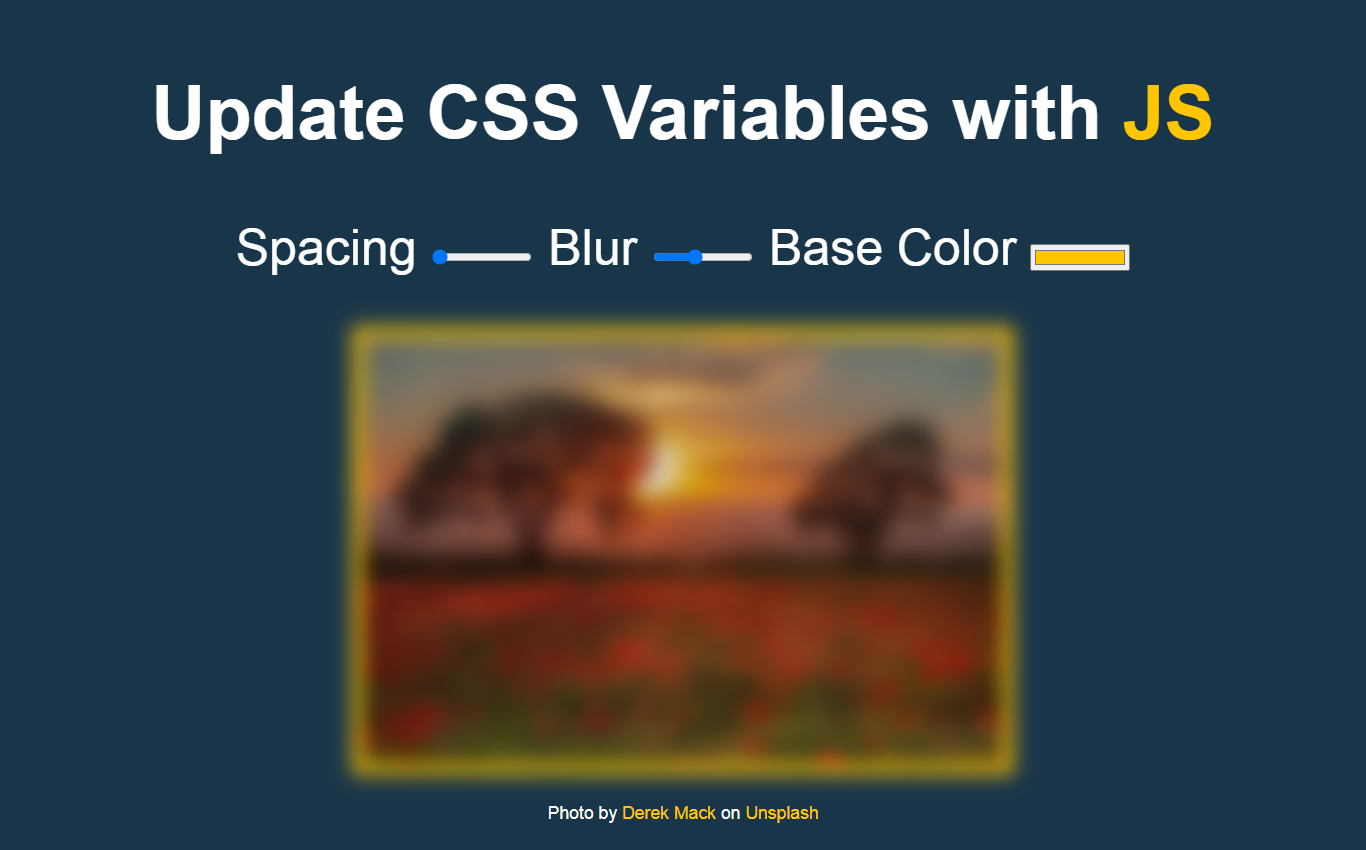 Update CSS Variables with JS
Spacing Blur Base Color
Photo by Derek Mack on Unsplash